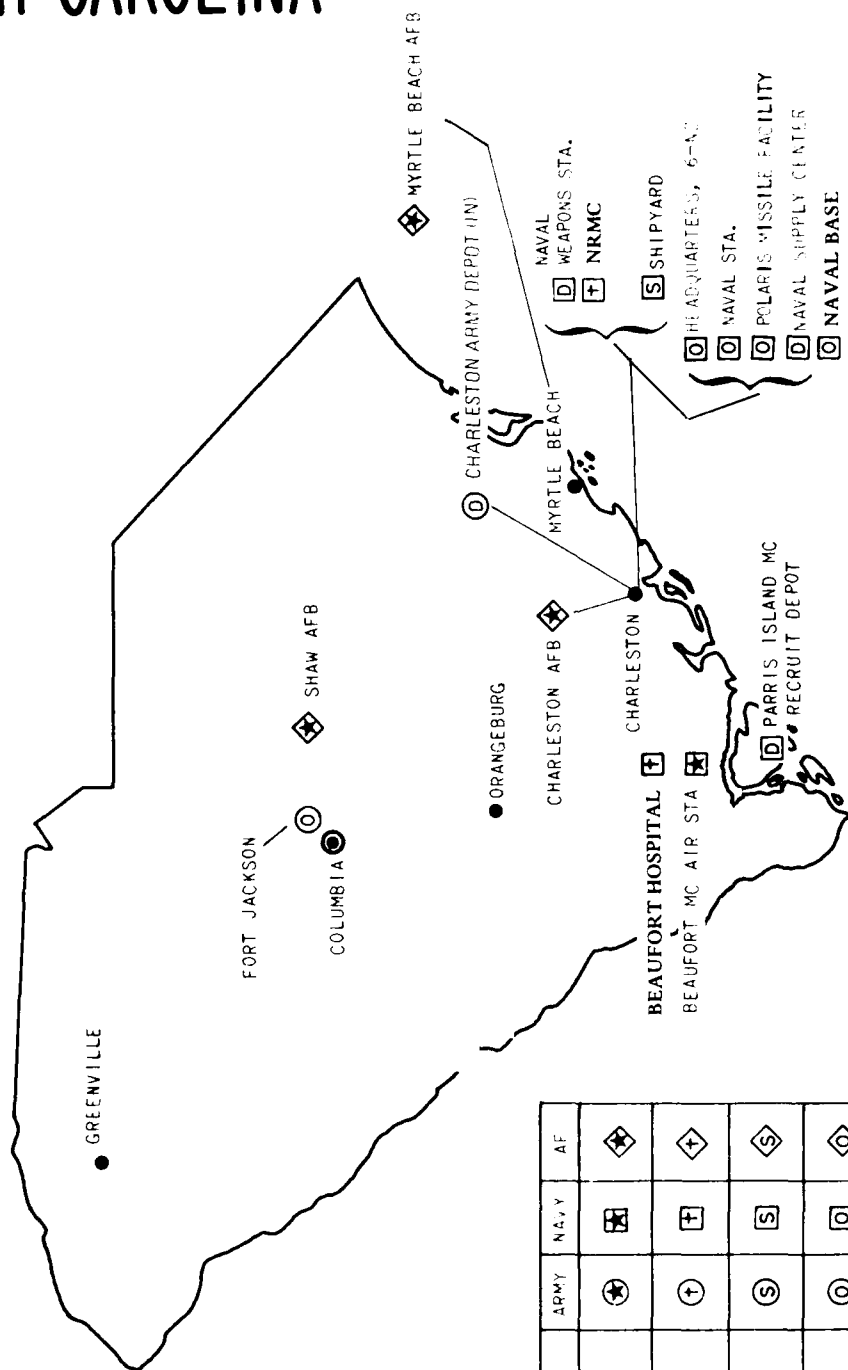 CAROLINA
GREENVILLE
FORT JACKSON
COLUMBIA
SHAW AFB
ORANGEBURG
MYRTLE BEACH AFB
CHARLESTON ARMY DEPOT (IN)
CHARLESTON AFB
MYRTLE BEACH
CHARLESTON
NAVAL
D WEAPONS STA.
NRMC
S SHIPYARD
O HEADQUARTERS,
O NAVAL STA.
O POLARIS MISSILE FACILITY
D NAVAL SUPPLY CENTER
O NAVAL BASE
BEAUFORT HOSPITAL
BEAUFORT MC AIR STA
D PARRIS ISLAND MC
RECRUIT DEPOT
ARMY NAVY AF
S S S
O O O